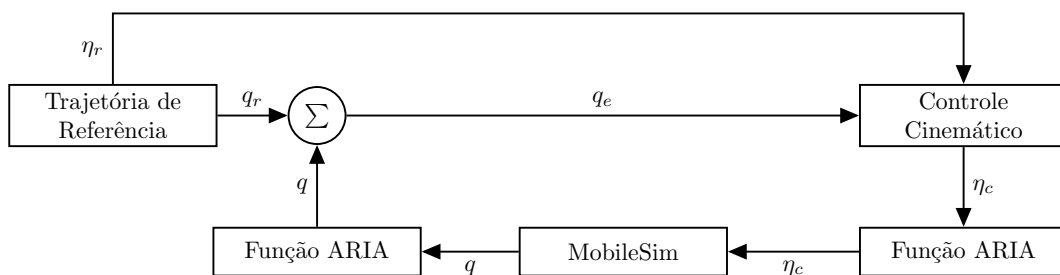 η_r
Trajetória de
Referência
q_r
Σ
q_e
Controle
Cinemático
q
η_c
Função ARIA
q
MobileSim
η_c
Função ARIA